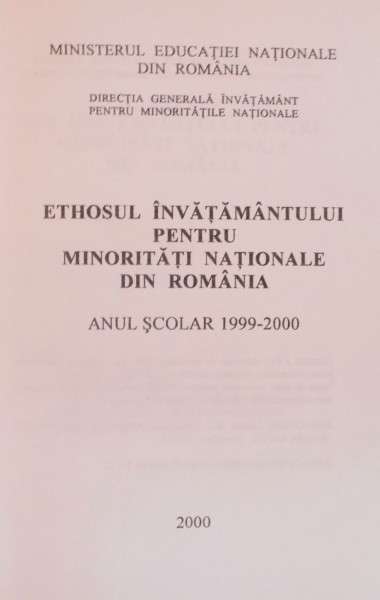 MINISTERUL EDUCAŢIEI NAŢIONALE
DIN ROMÂNIA
DIRECŢIA GENERALĂ ÎNVĂŢĂMÂNT
PENTRU MINORITĂŢILE NAŢIONALE
ETHOSUL ÎNVĂŢĂMÂNTULUI
PENTRU
MINORITĂŢI NAŢIONALE
DIN ROMÂNIA
ANUL ŞCOLAR 1999-2000
2000